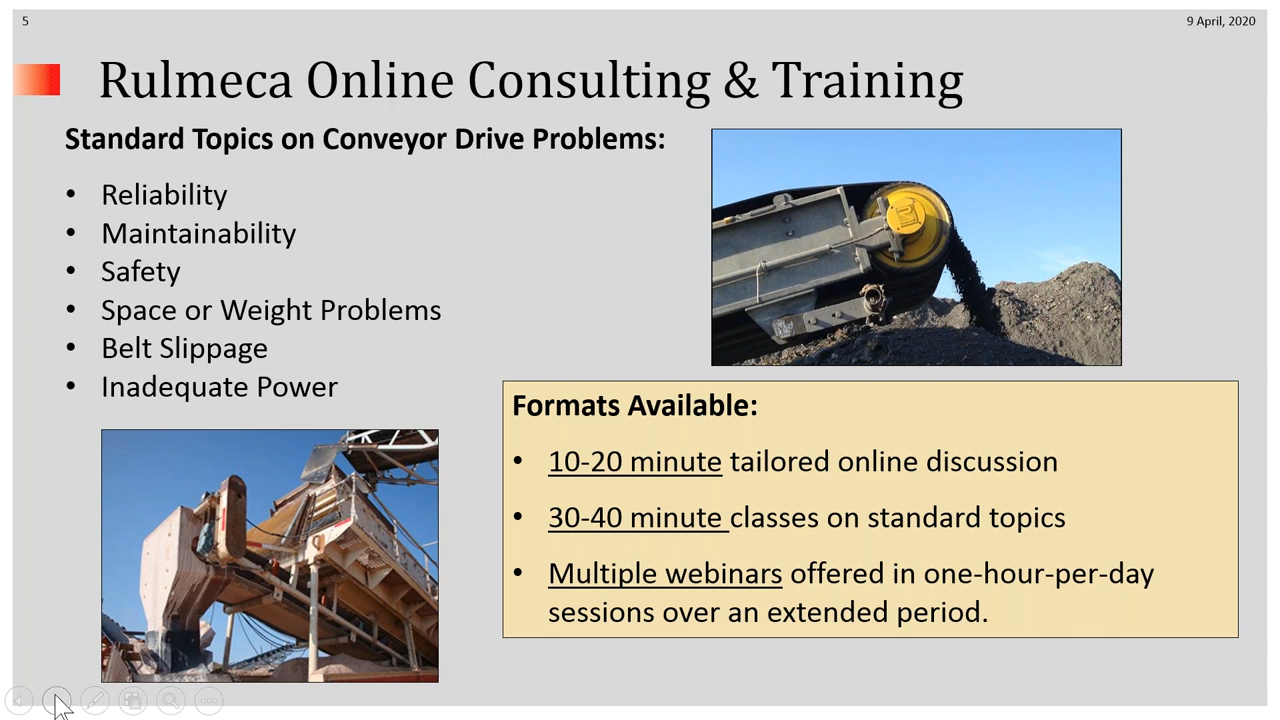 5
9 April, 2020
Rulmeca Online Consulting & Training
Standard Topics on Conveyor Drive Problems:
• Reliability
• Maintainability
• Safety
• Space or Weight Problems
• Belt Slippage
• Inadequate Power
Formats Available:
• 10-20 minute tailored online discussion
• 30-40 minute classes on standard topics
• Multiple webinars offered in one-hour-per-day
sessions over an extended period.